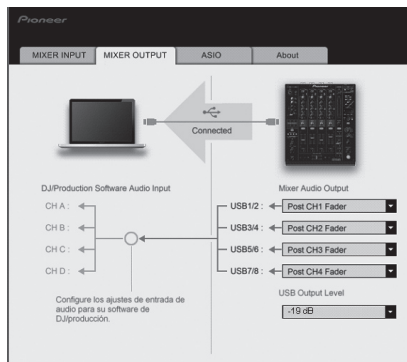 Pioneer
MIXER INPUT MIXER OUTPUT ASIO About
Connected
DJ/Production Software Audio Input
Mixer Audio Output
CH A :
CH B :
CH C :
CH D :
USB1/2 : Post CH1 Fader
USB3/4 : Post CH2 Fader
USB5/6 : Post CH3 Fader
USB7/8 : Post CH4 Fader
Configure los ajustes de entrada de
audio para su software de
DJ/producción.
USB Output Level
-19 dB